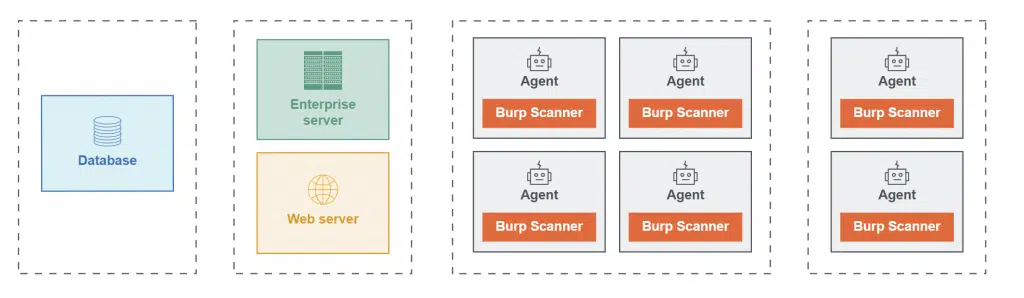 Database
Enterprise
server
Web server
Agent
Burp Scanner
Agent
Burp Scanner
Agent
Burp Scanner
Agent
Burp Scanner
Agent
Burp Scanner
Agent
Burp Scanner